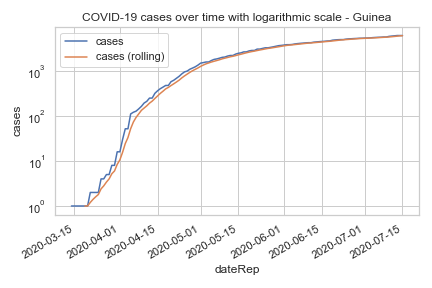 COVID-19 cases over time with logarithmic scale - Guinea
cases
cases (rolling)
10³
10²
10¹
10⁰
cases
2020-03-15
2020-04-01
2020-04-15
2020-05-01
2020-05-15
2020-06-01
2020-06-15
2020-07-01
2020-07-15
dateRep